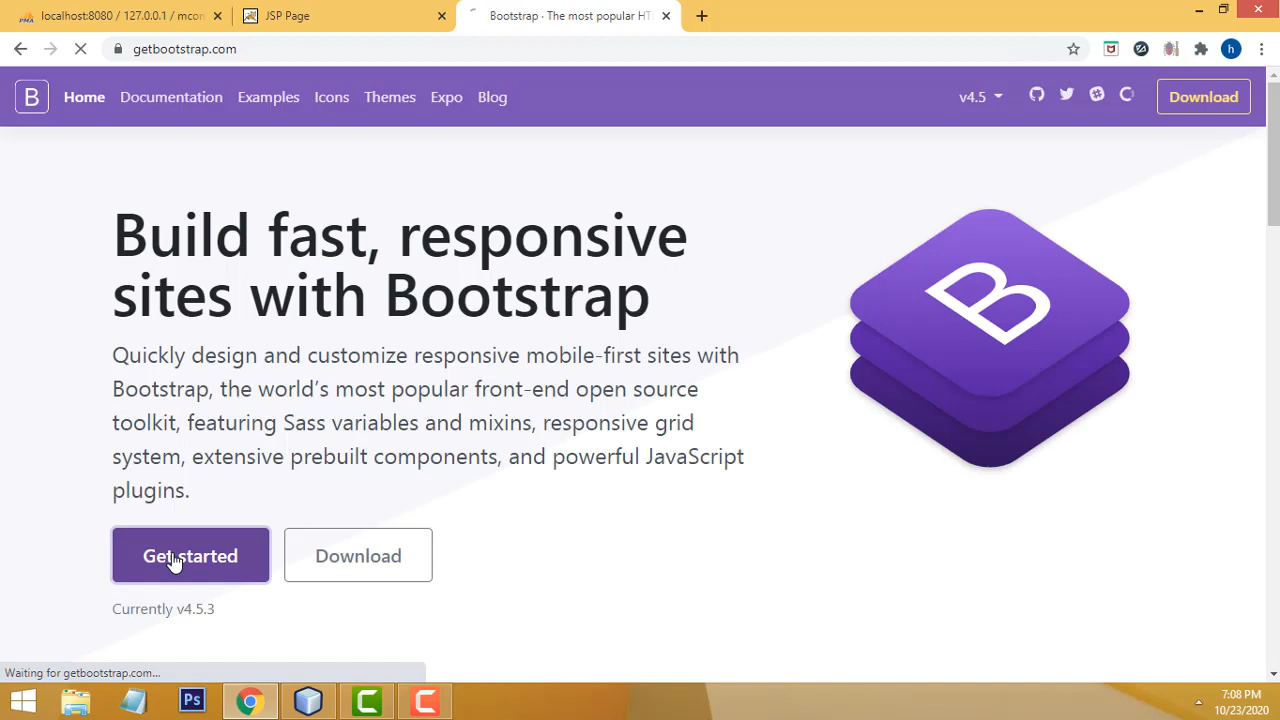 localhost:8080 / 127.0.0.1 / mcon
JSP Page
Bootstrap · The most popular HT
getbootstrap.com
h
B
Home
Documentation
Examples
Icons
Themes
Expo
Blog
v4.5
Download
Build fast, responsive
sites with Bootstrap
Quickly design and customize responsive mobile-first sites with
Bootstrap, the world’s most popular front-end open source
toolkit, featuring Sass variables and mixins, responsive grid
system, extensive prebuilt components, and powerful JavaScript
plugins.
B
Get started
Download
Currently v4.5.3
Waiting for getbootstrap.com...
Ps
7:08 PM
10/23/2020